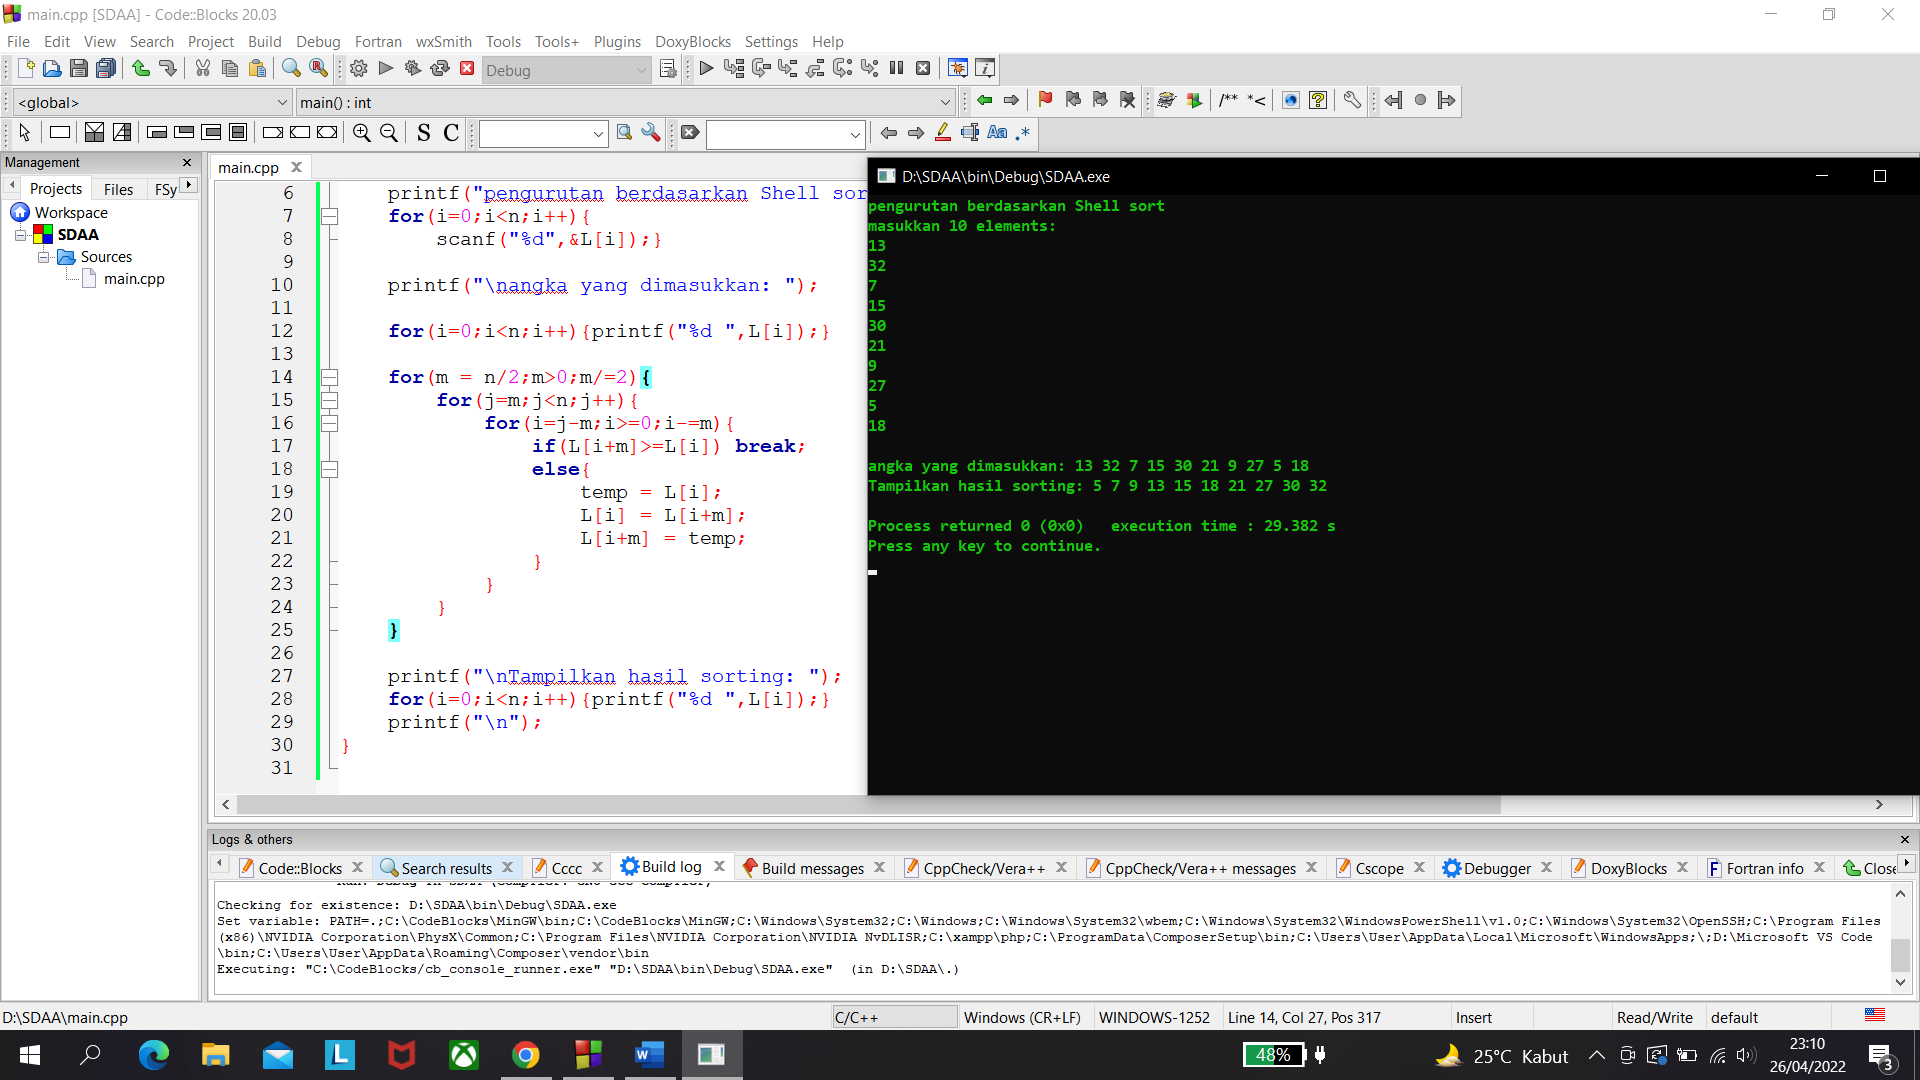 main.cpp [SDAA] - Code::Blocks 20.03
File Edit View Search Project Build Debug Fortran wxSmith Tools Tools+ Plugins DoxyBlocks Settings Help
Debug
<global> main() : int /** *<
S C Aa .*
Management
Projects Files FSy
Workspace
SDAA
Sources
main.cpp
main.cpp
6 printf("pengurutan berdasarkan Shell sor
7 for(i=0;i<n;i++){
8 scanf("%d",&L[i]);}
9
10 printf("\nangka yang dimasukkan: ");
11
12 for(i=0;i<n;i++){printf("%d ",L[i]);}
13
14 for(m = n/2;m>0;m/=2){
15 for(j=m;j<n;j++){
16 for(i=j-m;i>=0;i-=m){
17 if(L[i+m]>=L[i]) break;
18 else{
19 temp = L[i];
20 L[i] = L[i+m];
21 L[i+m] = temp;
22 }
23 }
24 }
25 }
26
27 printf("\nTampilkan hasil sorting: ");
28 for(i=0;i<n;i++){printf("%d ",L[i]);}
29 printf("\n");
30 }
31
D:\SDAA\bin\Debug\SDAA.exe
pengurutan berdasarkan Shell sort
masukkan 10 elements:
13
32
7
15
30
21
9
27
5
18
angka yang dimasukkan: 13 32 7 15 30 21 9 27 5 18
Tampilkan hasil sorting: 5 7 9 13 15 18 21 27 30 32
Process returned 0 (0x0) execution time : 29.382 s
Press any key to continue.
Logs & others
Code::Blocks Search results Cccc Build log Build messages CppCheck/Vera++ CppCheck/Vera++ messages Cscope Debugger DoxyBlocks Fortran info Close
Checking for existence: D:\SDAA\bin\Debug\SDAA.exe
Set variable: PATH=.;C:\CodeBlocks\MinGW\bin;C:\CodeBlocks\MinGW;C:\Windows\System32;C:\Windows;C:\Windows\System32\wbem;C:\Windows\System32\WindowsPowerShell\v1.0;C:\Windows\System32\OpenSSH;C:\Program Files
(x86)\NVIDIA Corporation\PhysX\Common;C:\Program Files\NVIDIA Corporation\NVIDIA NvDLISR;C:\xampp\php;C:\ProgramData\ComposerSetup\bin;C:\Users\User\AppData\Local\Microsoft\WindowsApps;\;D:\Microsoft VS Code
\bin;C:\Users\User\AppData\Roaming\Composer\vendor\bin
Executing: "C:\CodeBlocks/cb_console_runner.exe" "D:\SDAA\bin\Debug\SDAA.exe" (in D:\SDAA\.)
D:\SDAA\main.cpp C/C++ Windows (CR+LF) WINDOWS-1252 Line 14, Col 27, Pos 317 Insert Read/Write default
48% 25°C Kabut 23:10
26/04/2022 3